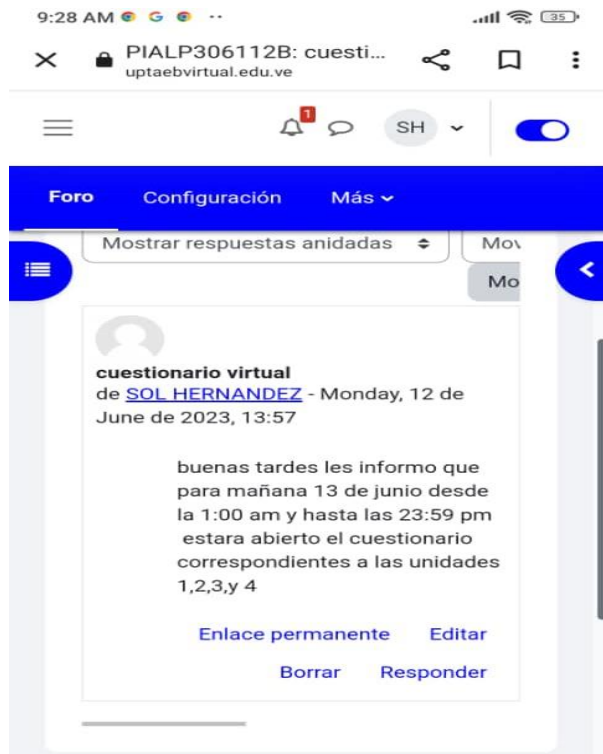 9:28 AM
35
PIALP306112B: cuesti...
uptaebvirtual.edu.ve
1
SH
Foro Configuración Más
Mostrar respuestas anidadas
Mov
Mo
cuestionario virtual
de SOL HERNANDEZ - Monday, 12 de
June de 2023, 13:57
buenas tardes les informo que
para mañana 13 de junio desde
la 1:00 am y hasta las 23:59 pm
estara abierto el cuestionario
correspondientes a las unidades
1,2,3,y 4
Enlace permanente Editar
Borrar Responder